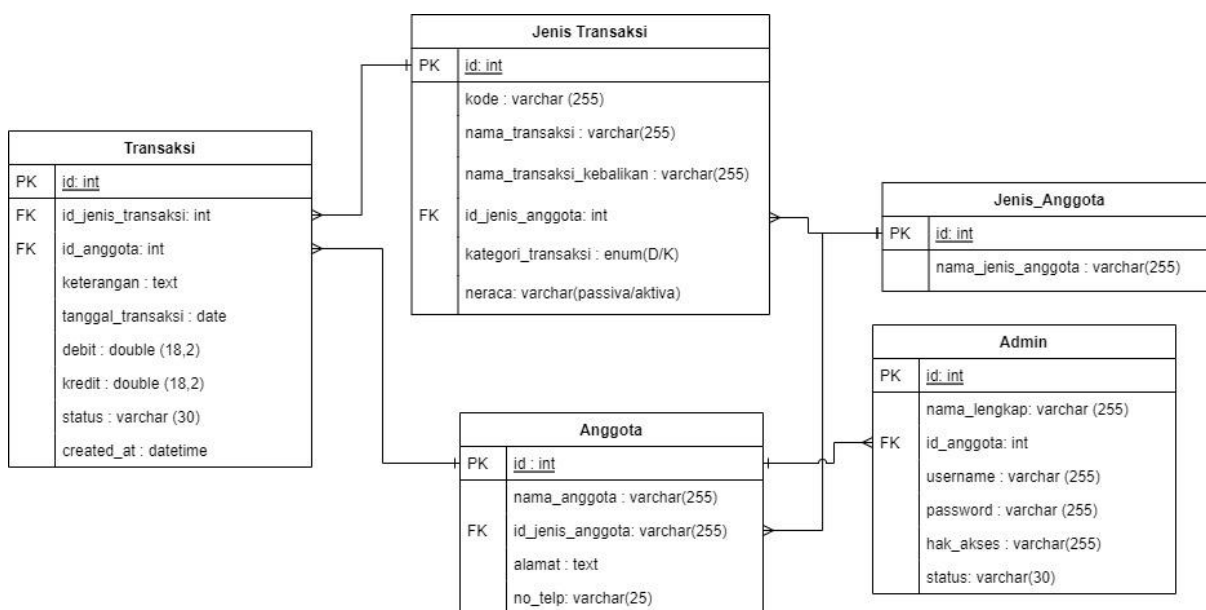 Jenis Transaksi
PK id: int
kode : varchar (255)
nama_transaksi : varchar(255)
nama_transaksi_kebalikan : varchar(255)
FK id_jenis_anggota: int
kategori_transaksi : enum(D/K)
neraca: varchar(passiva/aktiva)
Transaksi
PK id: int
FK id_jenis_transaksi: int
FK id_anggota: int
keterangan : text
tanggal_transaksi : date
debit : double (18,2)
kredit : double (18,2)
status : varchar (30)
created_at : datetime
Jenis_Anggota
PK id: int
nama_jenis_anggota : varchar(255)
Admin
PK id: int
nama_lengkap: varchar (255)
FK id_anggota: int
username : varchar (255)
password : varchar (255)
hak_akses : varchar(255)
status: varchar(30)
Anggota
PK id : int
nama_anggota : varchar(255)
FK id_jenis_anggota: varchar(255)
alamat : text
no_telp: varchar(25)